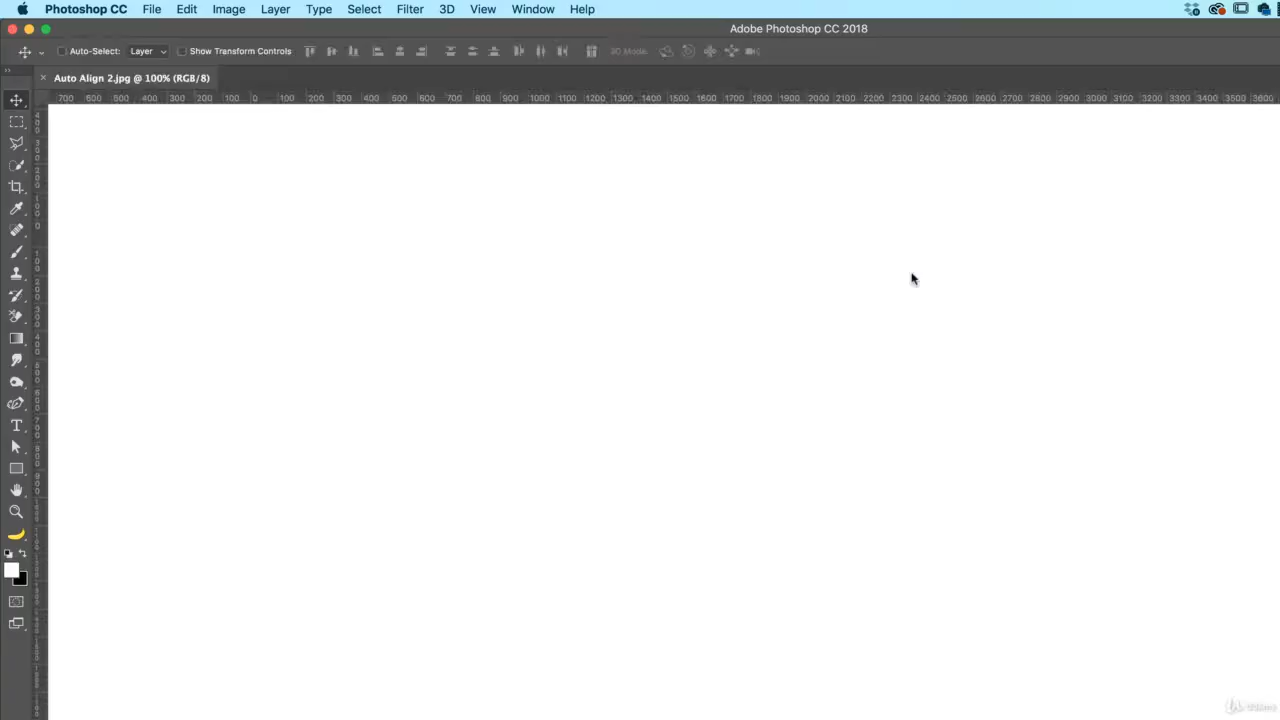 Photoshop CC File Edit Image Layer Type Select Filter 3D View Window Help
Adobe Photoshop CC 2018
Auto-Select: Layer Show Transform Controls 3D Mode:
× Auto Align 2.jpg @ 100% (RGB/8)
700 600 500 400 300 200 100 0 100 200 300 400 500 600 700 800 900 1000 1100 1200 1300 1400 1500 1600 1700 1800 1900 2000 2100 2200 2300 2400 2500 2600 2700 2800 2900 3000 3100 3200 3300 3400 3500 3600